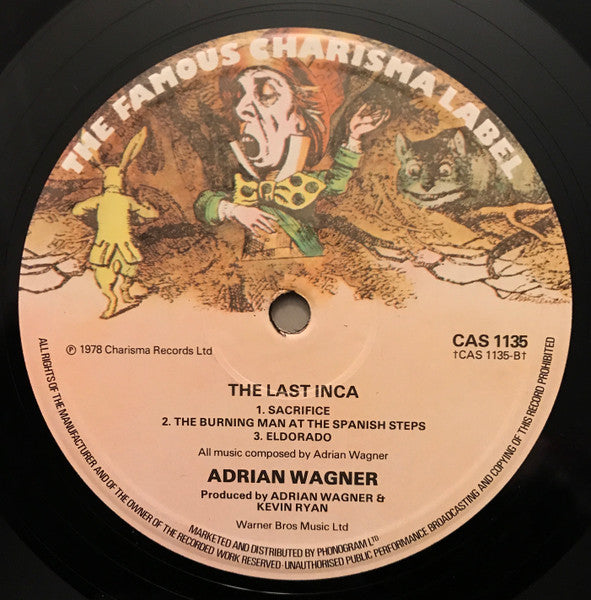 THE FAMOUS CHARISMA LABEL
℗ 1978 Charisma Records Ltd
CAS 1135
†CAS 1135-B†
THE LAST INCA
1. SACRIFICE
2. THE BURNING MAN AT THE SPANISH STEPS
3. ELDORADO
All music composed by Adrian Wagner
ADRIAN WAGNER
Produced by ADRIAN WAGNER &
KEVIN RYAN
Warner Bros Music Ltd
ALL RIGHTS OF THE MANUFACTURER AND OF THE OWNER OF THE RECORDED WORK RESERVED · UNAUTHORISED PUBLIC PERFORMANCE BROADCASTING AND COPYING OF THIS RECORD PROHIBITED
MARKETED AND DISTRIBUTED BY PHONOGRAM LTD